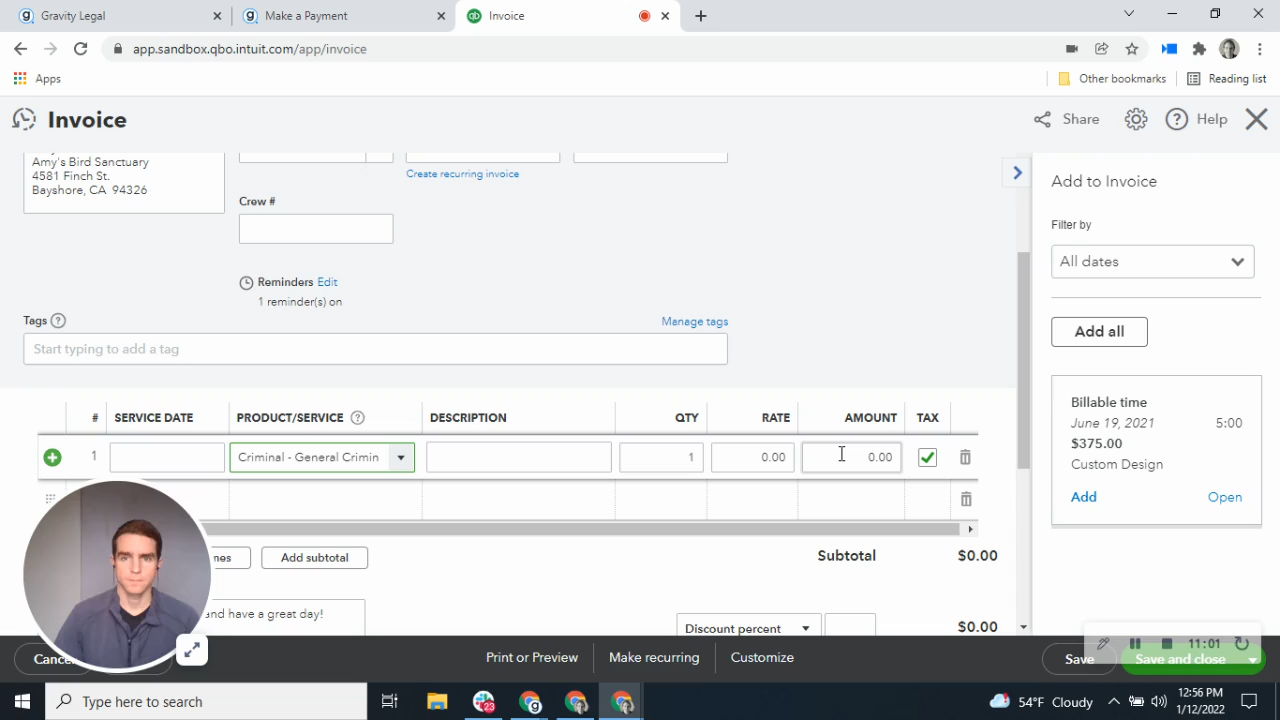 Gravity Legal
Make a Payment
Invoice
app.sandbox.qbo.intuit.com/app/invoice
Apps
Other bookmarks
Reading list
Invoice
Share
Help
Amy's Bird Sanctuary
4581 Finch St.
Bayshore, CA 94326
Create recurring invoice
Crew #
Reminders Edit
1 reminder(s) on
Tags
Manage tags
Start typing to add a tag
# SERVICE DATE PRODUCT/SERVICE DESCRIPTION QTY RATE AMOUNT TAX
1 Criminal - General Crimin 1 0.00 0.00
Add subtotal
Subtotal $0.00
and have a great day!
Discount percent
$0.00
Add to Invoice
Filter by
All dates
Add all
Billable time
June 19, 2021 5:00
$375.00
Custom Design
Add Open
Print or Preview
Make recurring
Customize
Save
Save and close
11:01
Type here to search
23
54°F Cloudy
12:56 PM
1/12/2022